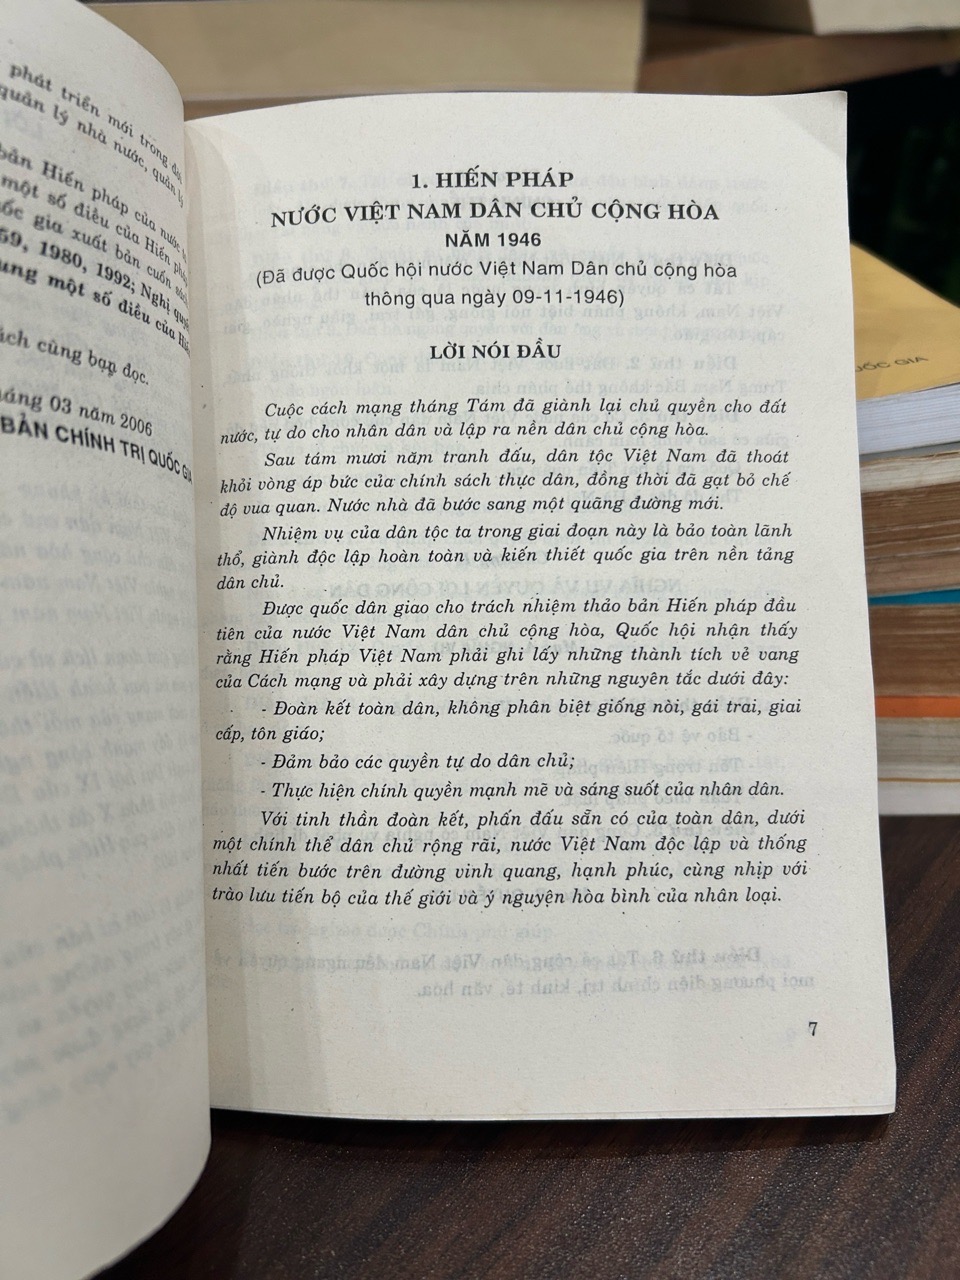 phát triển mới trong đời
quản lý nhà nước, quản lý
bản Hiến pháp của nước ta
một số điều của Hiến pháp
ốc gia xuất bản cuốn sách
59, 1980, 1992; Nghị quyết
ung một số điều của Hiến
ách cùng bạn đọc.
háng 03 năm 2006
BẢN CHÍNH TRỊ QUỐC GIA
1. HIẾN PHÁP
NƯỚC VIỆT NAM DÂN CHỦ CỘNG HÒA
NĂM 1946
(Đã được Quốc hội nước Việt Nam Dân chủ cộng hòa
thông qua ngày 09-11-1946)
LỜI NÓI ĐẦU
Cuộc cách mạng tháng Tám đã giành lại chủ quyền cho đất
nước, tự do cho nhân dân và lập ra nền dân chủ cộng hòa.
Sau tám mươi năm tranh đấu, dân tộc Việt Nam đã thoát
khỏi vòng áp bức của chính sách thực dân, đồng thời đã gạt bỏ chế
độ vua quan. Nước nhà đã bước sang một quãng đường mới.
Nhiệm vụ của dân tộc ta trong giai đoạn này là bảo toàn lãnh
thổ, giành độc lập hoàn toàn và kiến thiết quốc gia trên nền tảng
dân chủ.
Được quốc dân giao cho trách nhiệm thảo bản Hiến pháp đầu
tiên của nước Việt Nam dân chủ cộng hòa, Quốc hội nhận thấy
rằng Hiến pháp Việt Nam phải ghi lấy những thành tích vẻ vang
của Cách mạng và phải xây dựng trên những nguyên tắc dưới đây:
- Đoàn kết toàn dân, không phân biệt giống nòi, gái trai, giai
cấp, tôn giáo;
- Đảm bảo các quyền tự do dân chủ;
- Thực hiện chính quyền mạnh mẽ và sáng suốt của nhân dân.
Với tinh thần đoàn kết, phấn đấu sẵn có của toàn dân, dưới
một chính thể dân chủ rộng rãi, nước Việt Nam độc lập và thống
nhất tiến bước trên đường vinh quang, hạnh phúc, cùng nhịp với
trào lưu tiến bộ của thế giới và ý nguyện hòa bình của nhân loại.
7
UỐC GIA